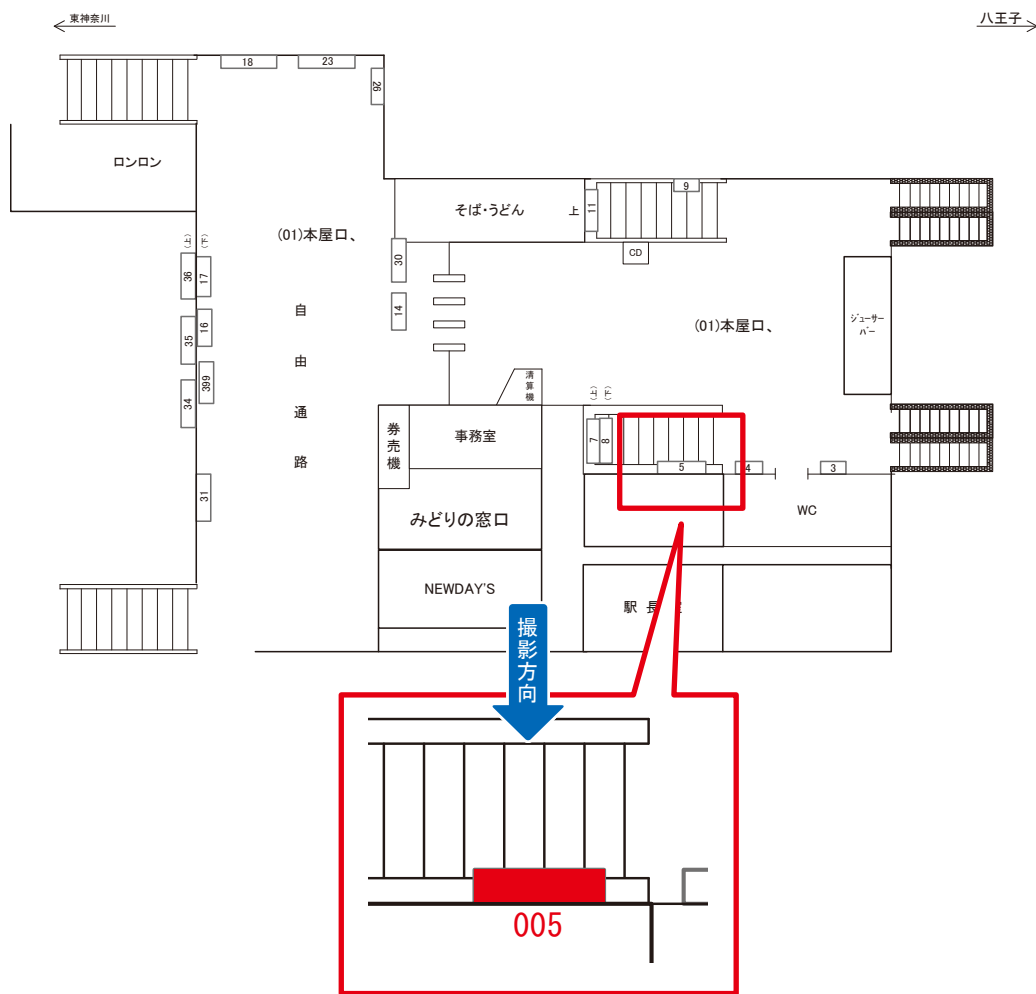 東神奈川
八王子
18
23
26
ロンロン
そば・うどん
上
11
9
(01)本屋口、
(上)
(下)
36
17
30
CD
14
16
35
399
34
自由通路
(01)本屋口、
ジューサーバー
清算機
(上)
(下)
券売機
事務室
7
8
5
4
3
31
みどりの窓口
WC
NEWDAY'S
駅長
撮影方向
005